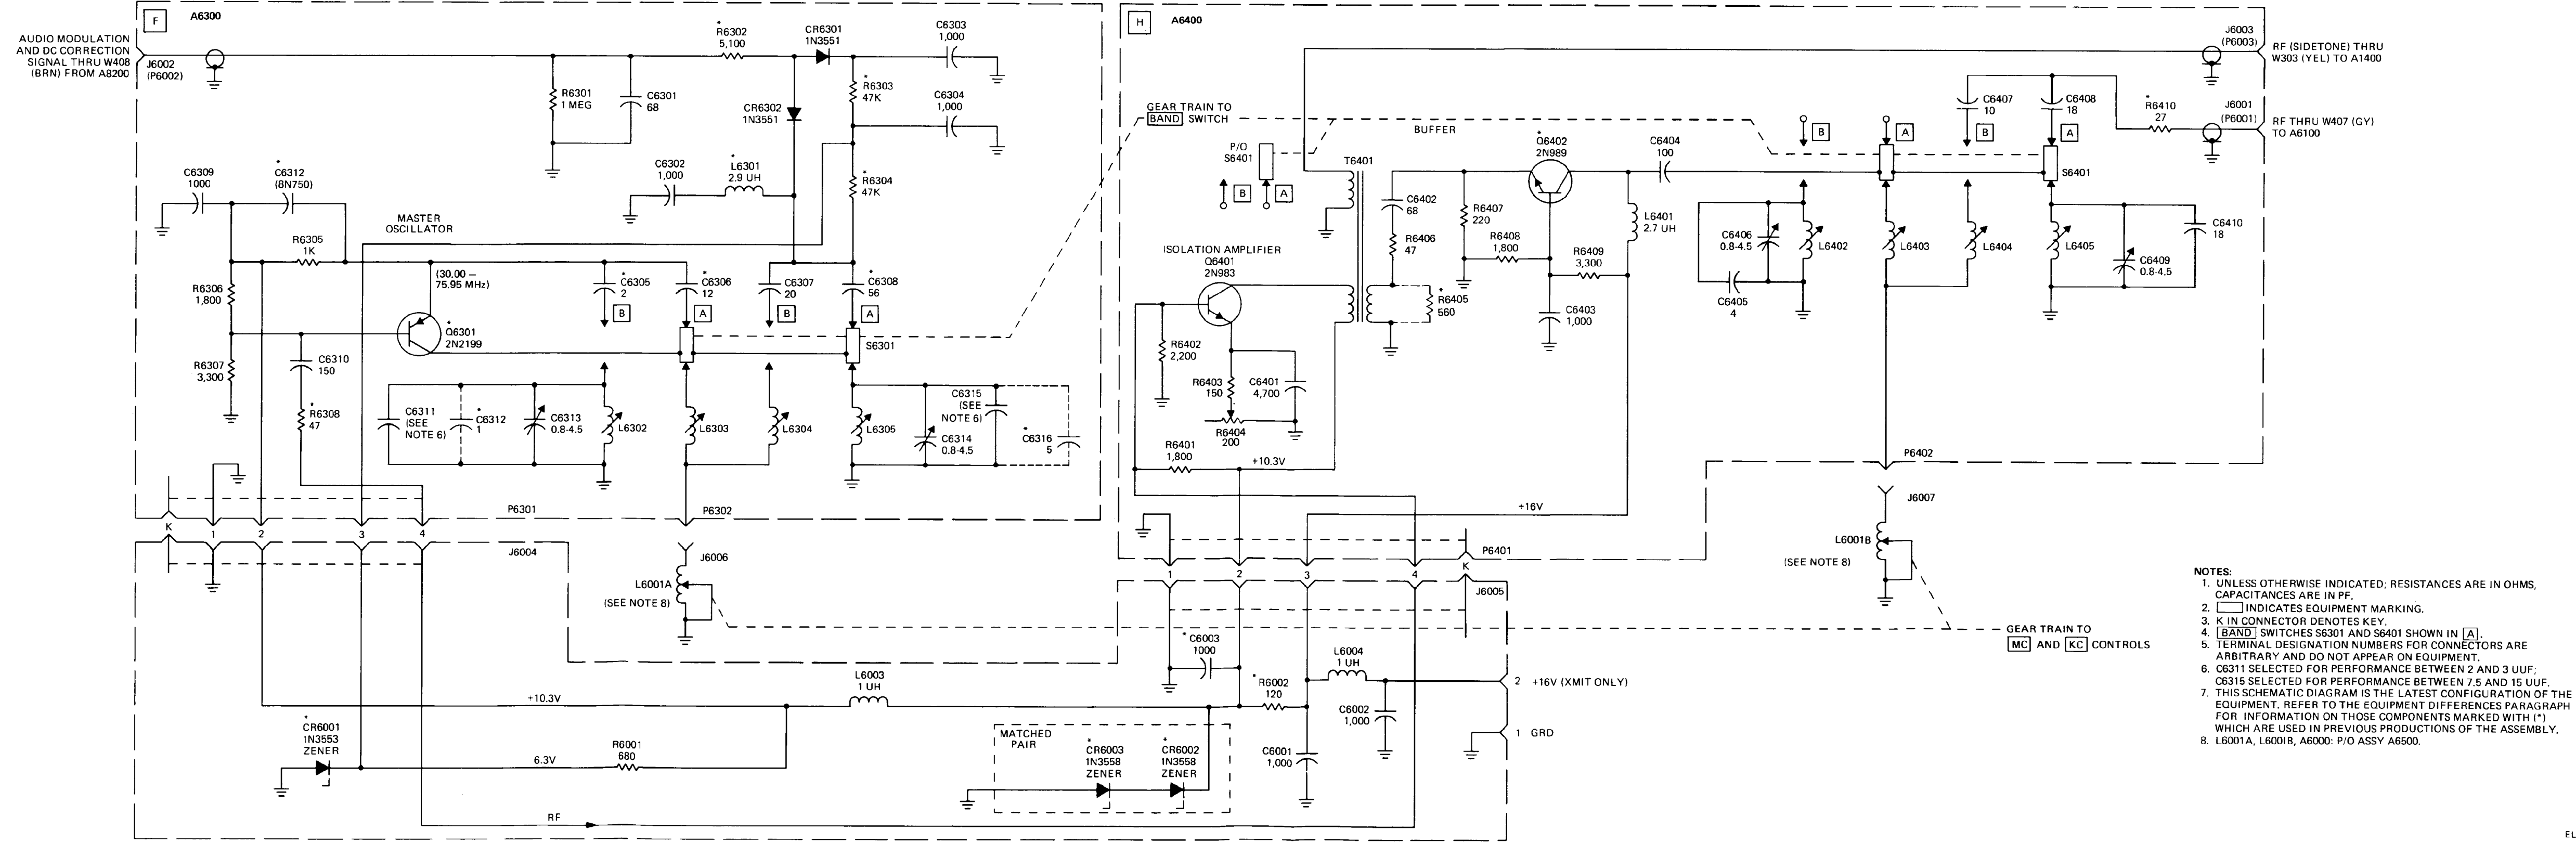 F
A6300
AUDIO MODULATION
AND DC CORRECTION
SIGNAL THRU W408
(BRN) FROM A8200
J6002
(P6002)
R6301
1 MEG
C6301
68
*
R6302
5,100
CR6301
1N3551
C6303
1,000
*
R6303
47K
C6304
1,000
CR6302
1N3551
C6302
1,000
*
L6301
2.9 UH
*
R6304
47K
C6309
1000
*
C6312
(8N750)
MASTER
OSCILLATOR
R6305
1K
(30.00 –
75.95 MHz)
R6306
1,800
*
C6305
2
B
*
C6306
12
A
C6307
20
B
*
C6308
56
A
*
Q6301
2N2199
S6301
R6307
3,300
C6310
150
*
R6308
47
C6311
(SEE
NOTE 6)
*
C6312
1
C6313
0.8-4.5
L6302
L6303
L6304
L6305
C6314
0.8-4.5
C6315
(SEE
NOTE 6)
*
C6316
5
K
1
2
3
4
P6301
P6302
J6004
J6006
L6001A
(SEE NOTE 8)
+10.3V
L6003
1 UH
*
CR6001
1N3553
ZENER
6.3V
R6001
680
RF
MATCHED
PAIR
*
CR6003
1N3558
ZENER
*
CR6002
1N3558
ZENER
*
C6003
1000
*
R6002
120
L6004
1 UH
C6002
1,000
C6001
1,000
2 +16V (XMIT ONLY)
1 GRD
H
A6400
GEAR TRAIN TO
BAND SWITCH
P/O
S6401
B
A
BUFFER
T6401
ISOLATION AMPLIFIER
Q6401
2N983
C6402
68
R6406
47
*
R6405
560
R6407
220
R6408
1,800
*
Q6402
2N989
C6404
100
L6401
2.7 UH
R6409
3,300
C6403
1,000
R6402
2,200
R6403
150
C6401
4,700
R6404
200
R6401
1,800
+10.3V
+16V
1
2
3
4
K
P6401
J6005
B
A
C6407
10
B
C6408
18
A
S6401
*
R6410
27
J6003
(P6003)
RF (SIDETONE) THRU
W303 (YEL) TO A1400
J6001
(P6001)
RF THRU W407 (GY)
TO A6100
C6406
0.8-4.5
C6405
4
L6402
L6403
L6404
L6405
C6409
0.8-4.5
C6410
18
P6402
J6007
L6001B
(SEE NOTE 8)
GEAR TRAIN TO
MC AND KC CONTROLS
NOTES:
1. UNLESS OTHERWISE INDICATED; RESISTANCES ARE IN OHMS,
CAPACITANCES ARE IN PF.
2. INDICATES EQUIPMENT MARKING.
3. K IN CONNECTOR DENOTES KEY.
4. BAND SWITCHES S6301 AND S6401 SHOWN IN A.
5. TERMINAL DESIGNATION NUMBERS FOR CONNECTORS ARE
ARBITRARY AND DO NOT APPEAR ON EQUIPMENT.
6. C6311 SELECTED FOR PERFORMANCE BETWEEN 2 AND 3 UUF;
C6315 SELECTED FOR PERFORMANCE BETWEEN 7.5 AND 15 UUF.
7. THIS SCHEMATIC DIAGRAM IS THE LATEST CONFIGURATION OF THE
EQUIPMENT. REFER TO THE EQUIPMENT DIFFERENCES PARAGRAPH
FOR INFORMATION ON THOSE COMPONENTS MARKED WITH (*)
WHICH ARE USED IN PREVIOUS PRODUCTIONS OF THE ASSEMBLY.
8. L6001A, L600IB, A6000: P/O ASSY A6500.
EL